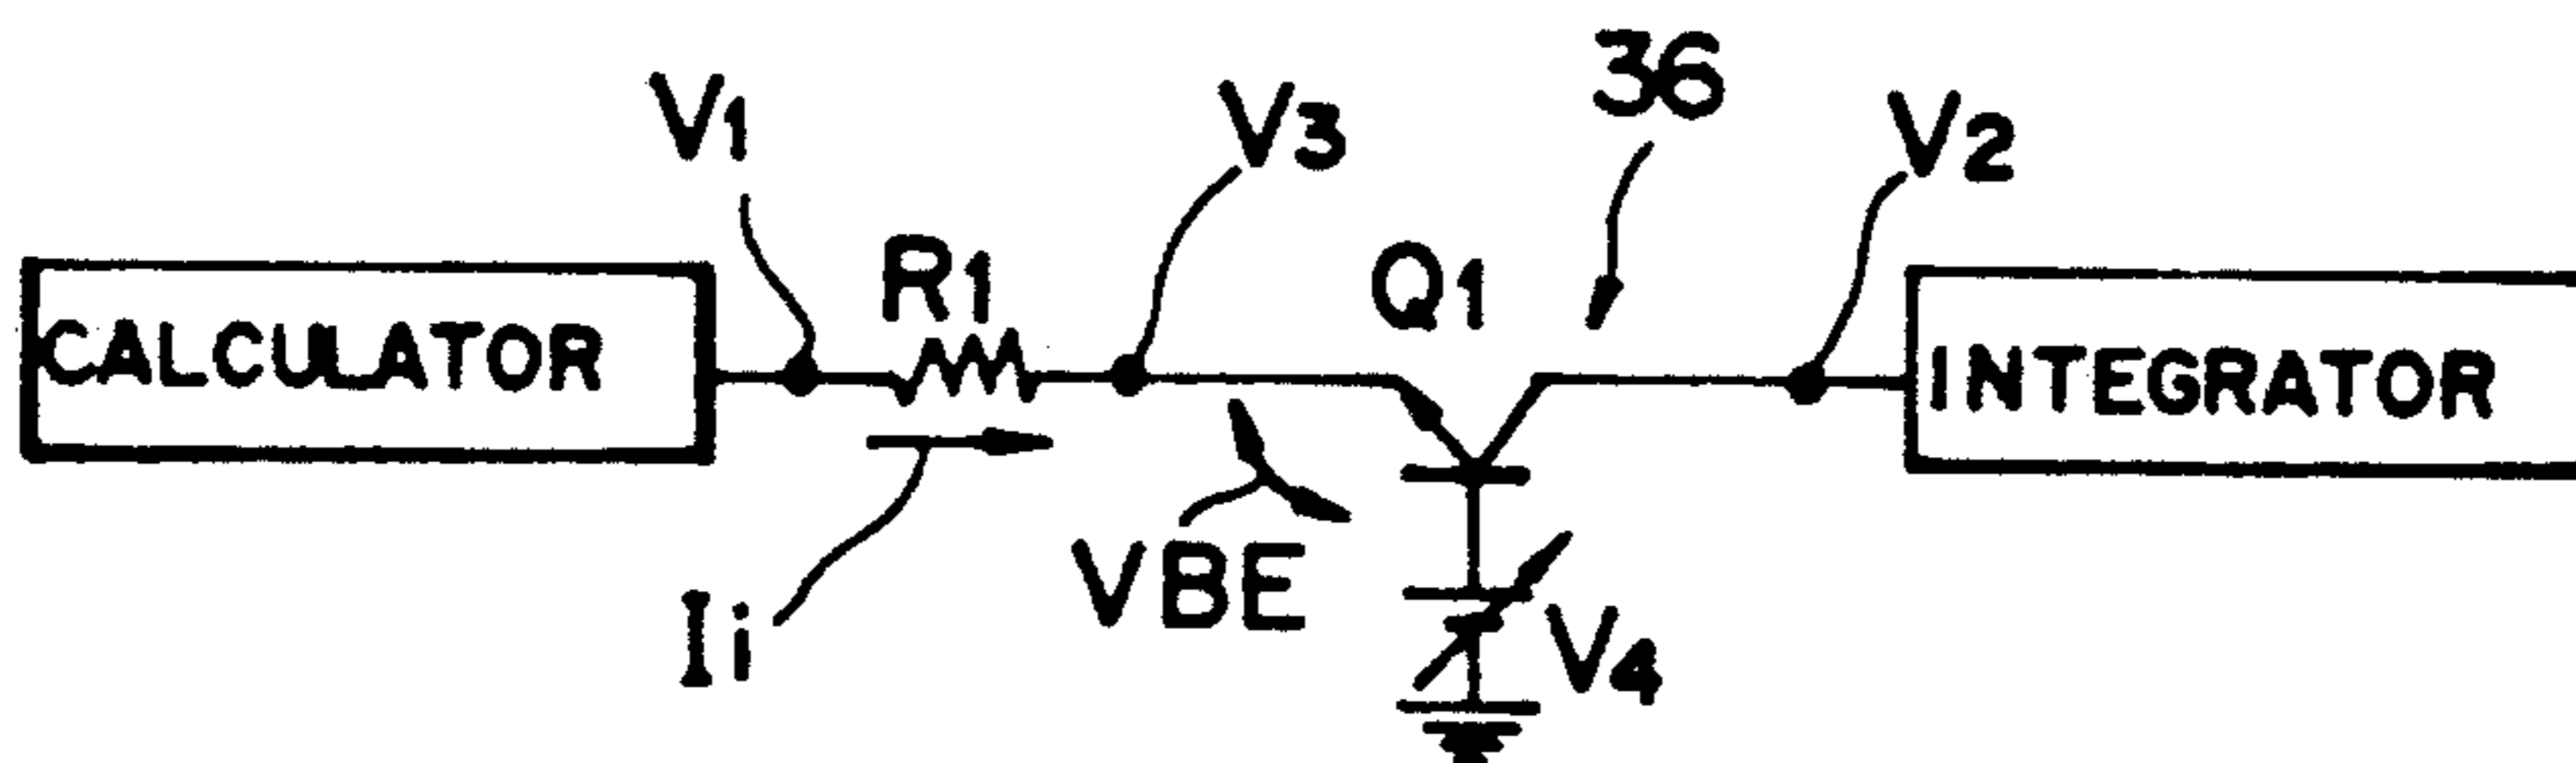 36
V1
V3
V2
R1
Q1
CALCULATOR
INTEGRATOR
VBE
Ii
V4